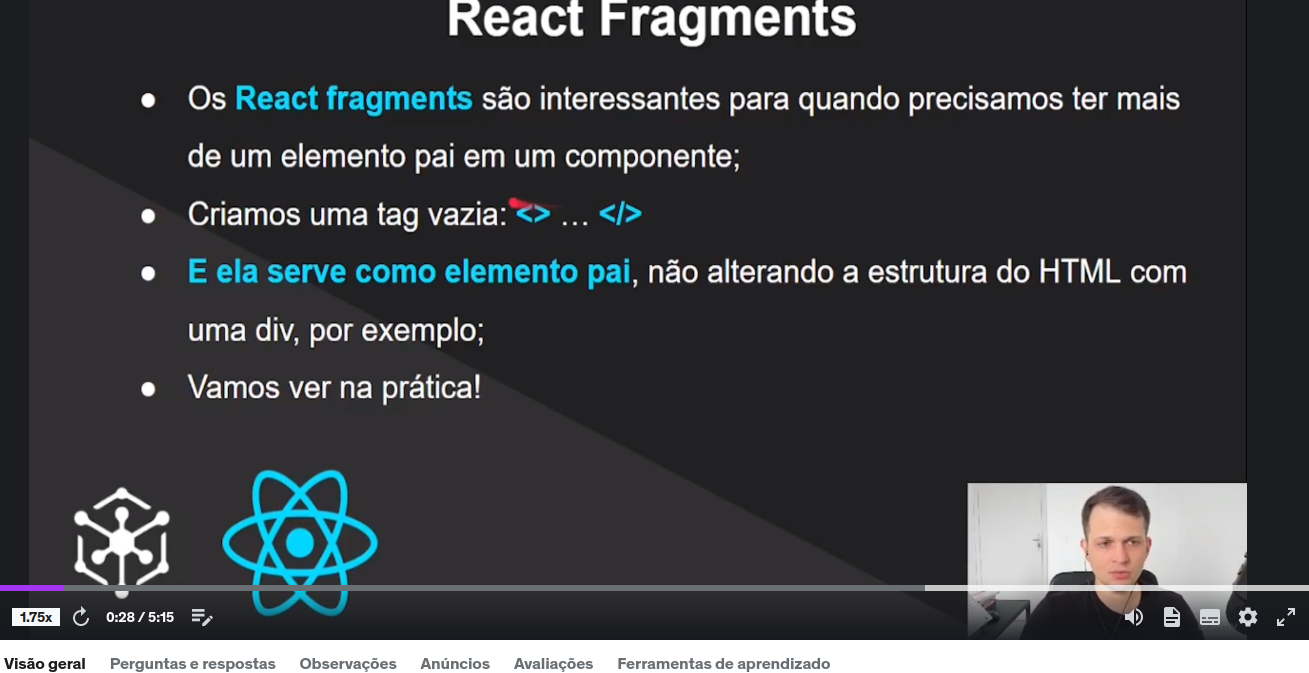 React Fragments
Os React fragments são interessantes para quando precisamos ter mais
de um elemento pai em um componente;
Criamos uma tag vazia: <> ... </>
E ela serve como elemento pai, não alterando a estrutura do HTML com
uma div, por exemplo;
Vamos ver na prática!
1.75x 0:28 / 5:15
Visão geral Perguntas e respostas Observações Anúncios Avaliações Ferramentas de aprendizado